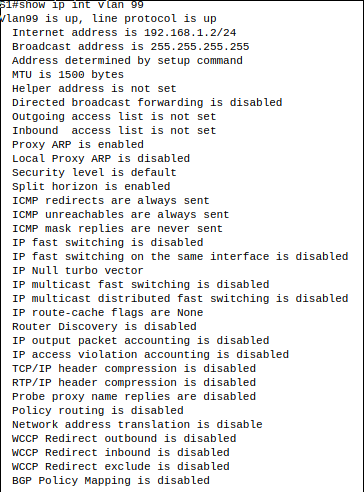 S1#show ip int vlan 99
Vlan99 is up, line protocol is up
Internet address is 192.168.1.2/24
Broadcast address is 255.255.255.255
Address determined by setup command
MTU is 1500 bytes
Helper address is not set
Directed broadcast forwarding is disabled
Outgoing access list is not set
Inbound  access list is not set
Proxy ARP is enabled
Local Proxy ARP is disabled
Security level is default
Split horizon is enabled
ICMP redirects are always sent
ICMP unreachables are always sent
ICMP mask replies are never sent
IP fast switching is disabled
IP fast switching on the same interface is disabled
IP Null turbo vector
IP multicast fast switching is disabled
IP multicast distributed fast switching is disabled
IP route-cache flags are None
Router Discovery is disabled
IP output packet accounting is disabled
IP access violation accounting is disabled
TCP/IP header compression is disabled
RTP/IP header compression is disabled
Probe proxy name replies are disabled
Policy routing is disabled
Network address translation is disable
WCCP Redirect outbound is disabled
WCCP Redirect inbound is disabled
WCCP Redirect exclude is disabled
BGP Policy Mapping is disabled